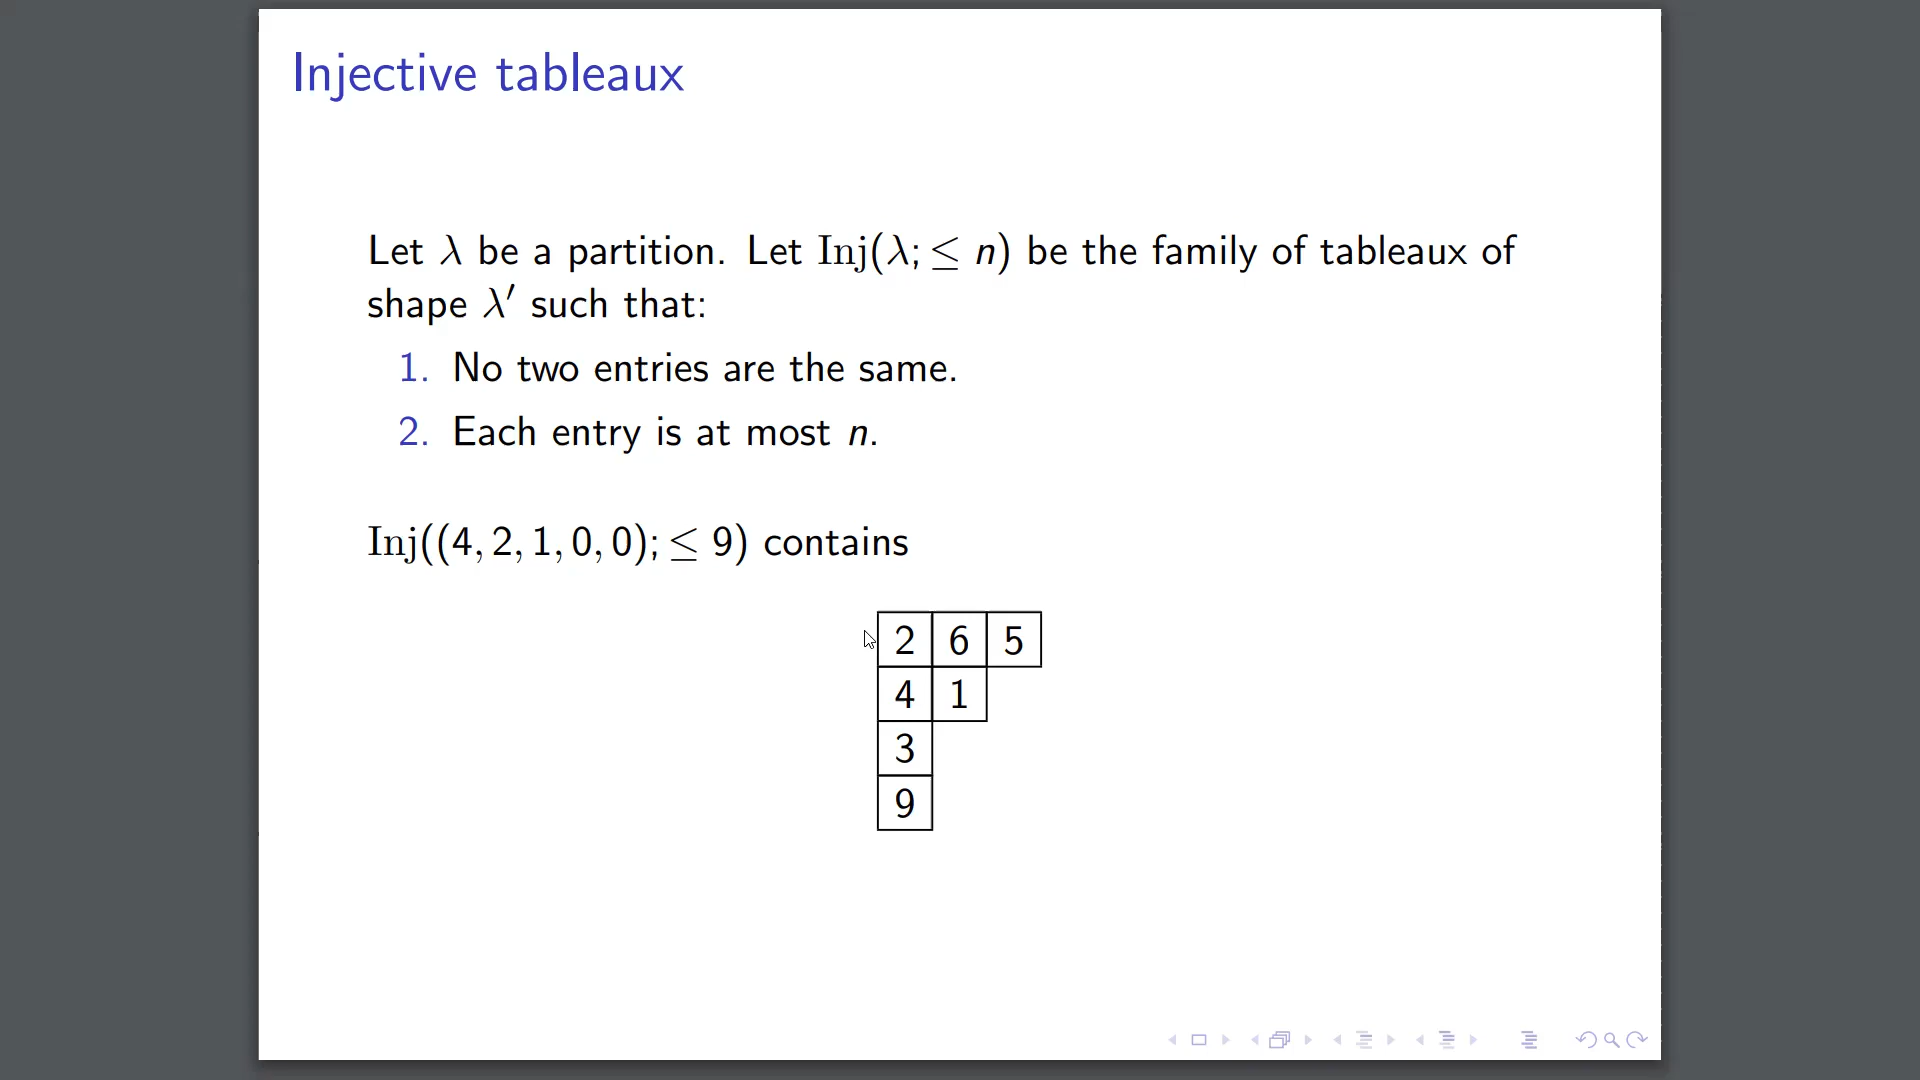 Injective tableaux
Let λ be a partition. Let Inj(λ; ≤ n) be the family of tableaux of
shape λ′ such that:
1. No two entries are the same.
2. Each entry is at most n.
Inj((4, 2, 1, 0, 0); ≤ 9) contains
2 6 5
4 1
3
9